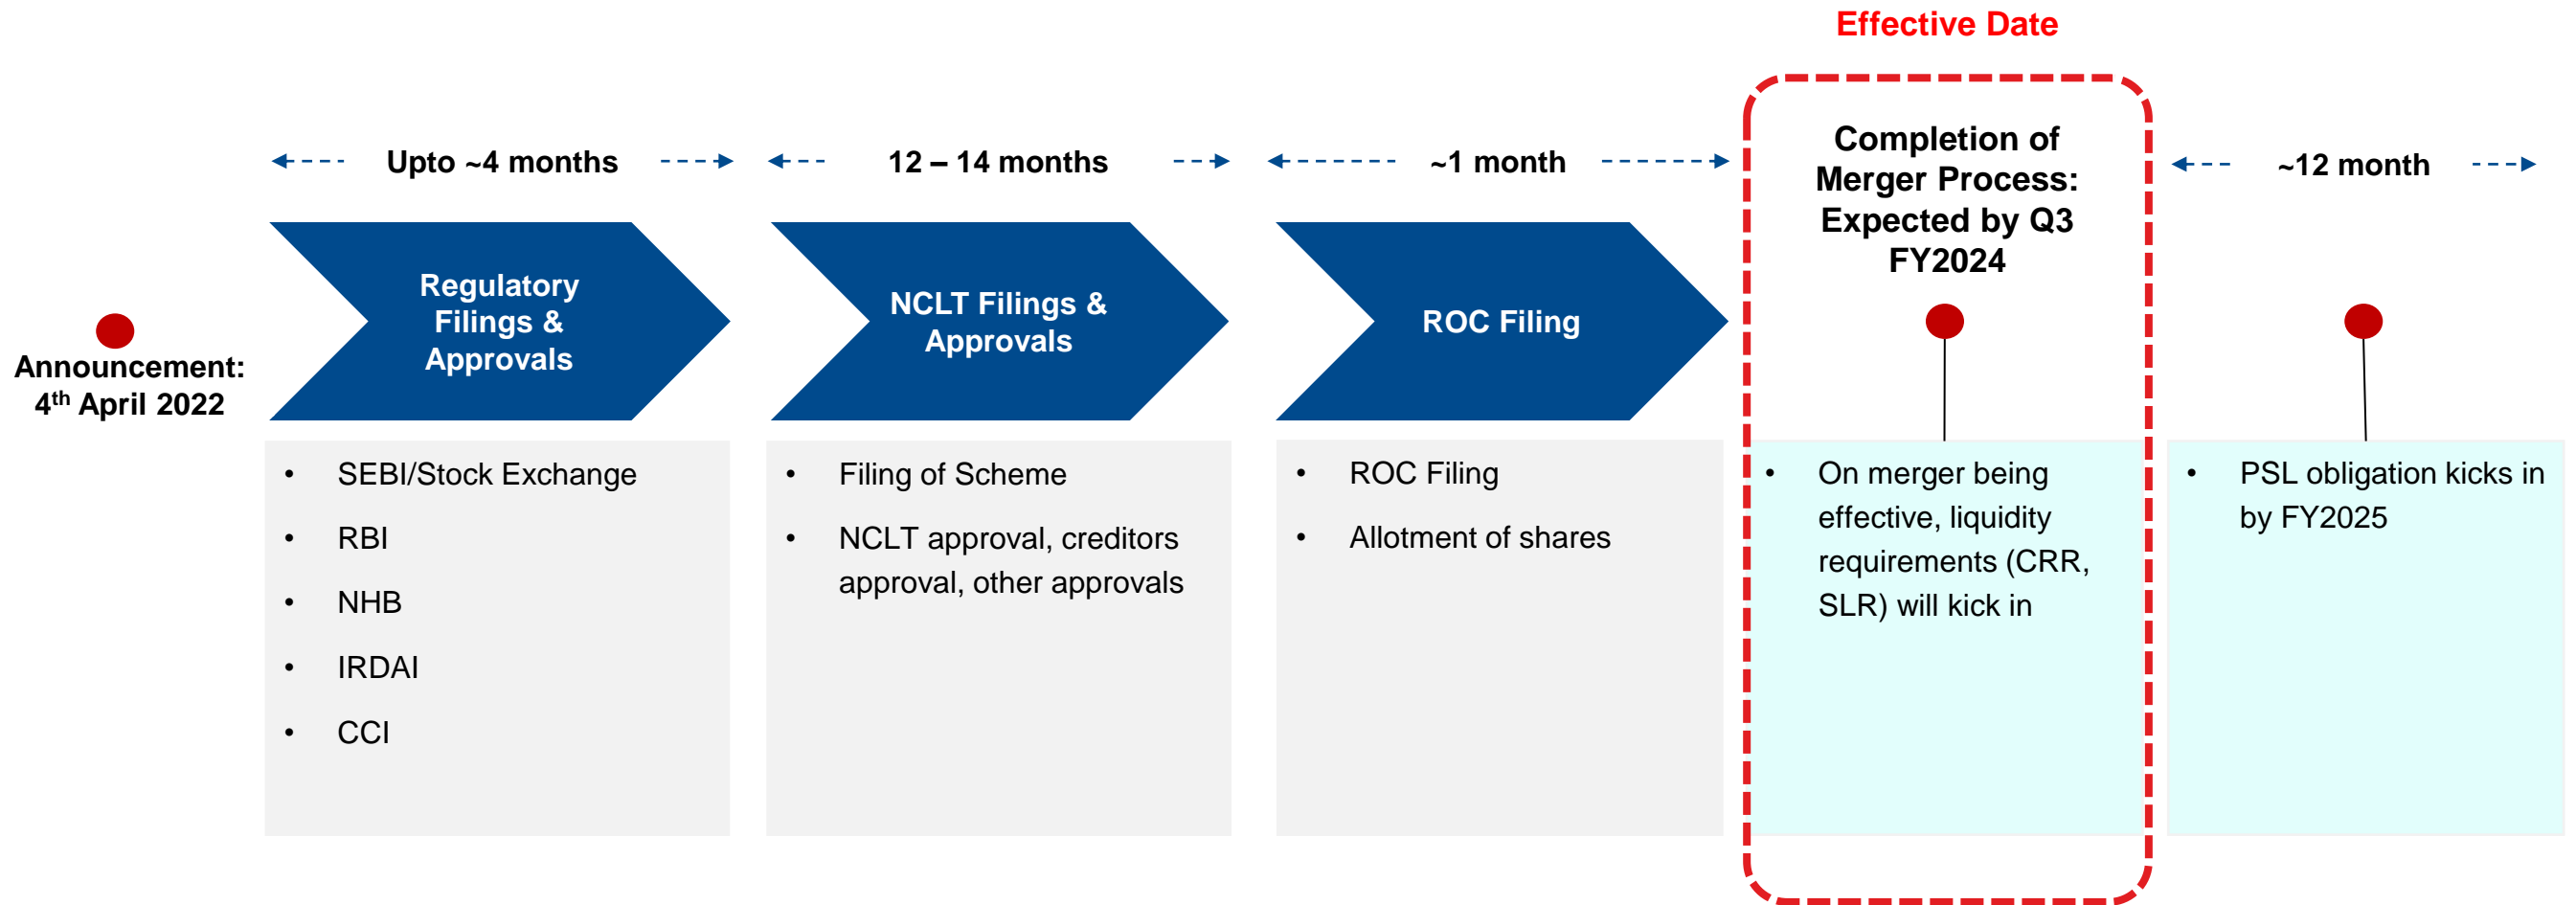 Effective Date
Announcement:
4th April 2022
Upto ~4 months
Regulatory
Filings &
Approvals
• SEBI/Stock Exchange
• RBI
• NHB
• IRDAI
• CCI
12 – 14 months
NCLT Filings &
Approvals
• Filing of Scheme
• NCLT approval, creditors
approval, other approvals
~1 month
ROC Filing
• ROC Filing
• Allotment of shares
Completion of
Merger Process:
Expected by Q3
FY2024
• On merger being
effective, liquidity
requirements (CRR,
SLR) will kick in
~12 month
• PSL obligation kicks in
by FY2025